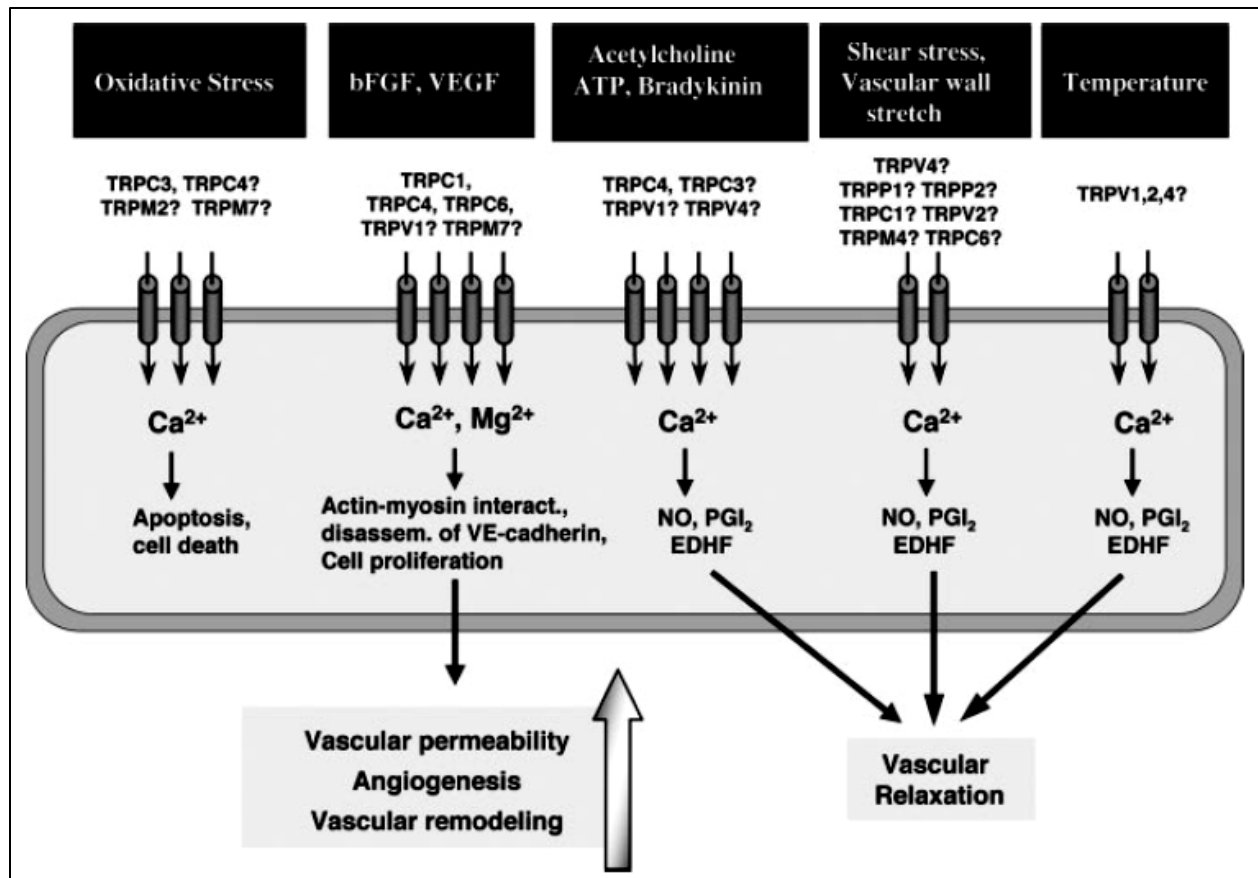 Oxidative Stress
bFGF, VEGF
Acetylcholine
ATP, Bradykinin
Shear stress,
Vascular wall
stretch
Temperature
TRPC3, TRPC4?
TRPM2? TRPM7?
TRPC1,
TRPC4, TRPC6,
TRPV1? TRPM7?
TRPC4, TRPC3?
TRPV1? TRPV4?
TRPV4?
TRPP1? TRPP2?
TRPC1? TRPV2?
TRPM4? TRPC6?
TRPV1,2,4?
Ca²⁺
Ca²⁺, Mg²⁺
Ca²⁺
Ca²⁺
Ca²⁺
Apoptosis,
cell death
Actin-myosin interact.,
disassem. of VE-cadherin,
Cell proliferation
NO, PGI₂
EDHF
NO, PGI₂
EDHF
NO, PGI₂
EDHF
Vascular permeability
Angiogenesis
Vascular remodeling
Vascular
Relaxation